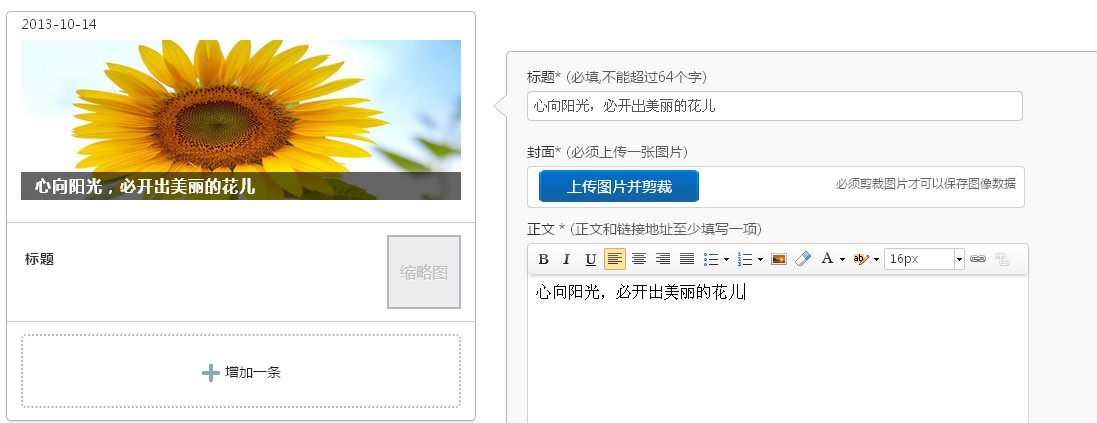 2013-10-14
心向阳光，必开出美丽的花儿
标题
缩略图
增加一条
标题* (必填,不能超过64个字)
心向阳光，必开出美丽的花儿
封面* (必须上传一张图片)
上传图片并剪裁
必须剪裁图片才可以保存图像数据
正文 * (正文和链接地址至少填写一项)
B I U A ab 16px
心向阳光，必开出美丽的花儿